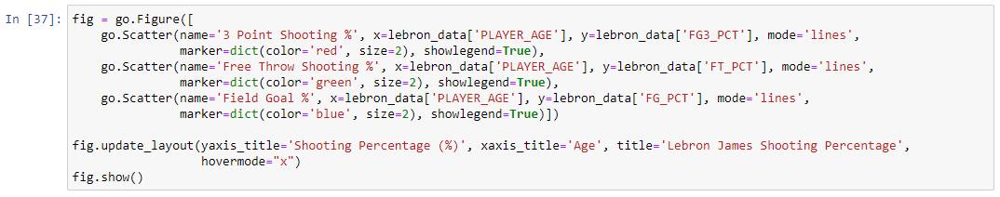 In [37]: fig = go.Figure([
    go.Scatter(name='3 Point Shooting %', x=lebron_data['PLAYER_AGE'], y=lebron_data['FG3_PCT'], mode='lines',
               marker=dict(color='red', size=2), showlegend=True),
    go.Scatter(name='Free Throw Shooting %', x=lebron_data['PLAYER_AGE'], y=lebron_data['FT_PCT'], mode='lines',
               marker=dict(color='green', size=2), showlegend=True),
    go.Scatter(name='Field Goal %', x=lebron_data['PLAYER_AGE'], y=lebron_data['FG_PCT'], mode='lines',
               marker=dict(color='blue', size=2), showlegend=True)])

fig.update_layout(yaxis_title='Shooting Percentage (%)', xaxis_title='Age', title='Lebron James Shooting Percentage',
                  hovermode="x")
fig.show()